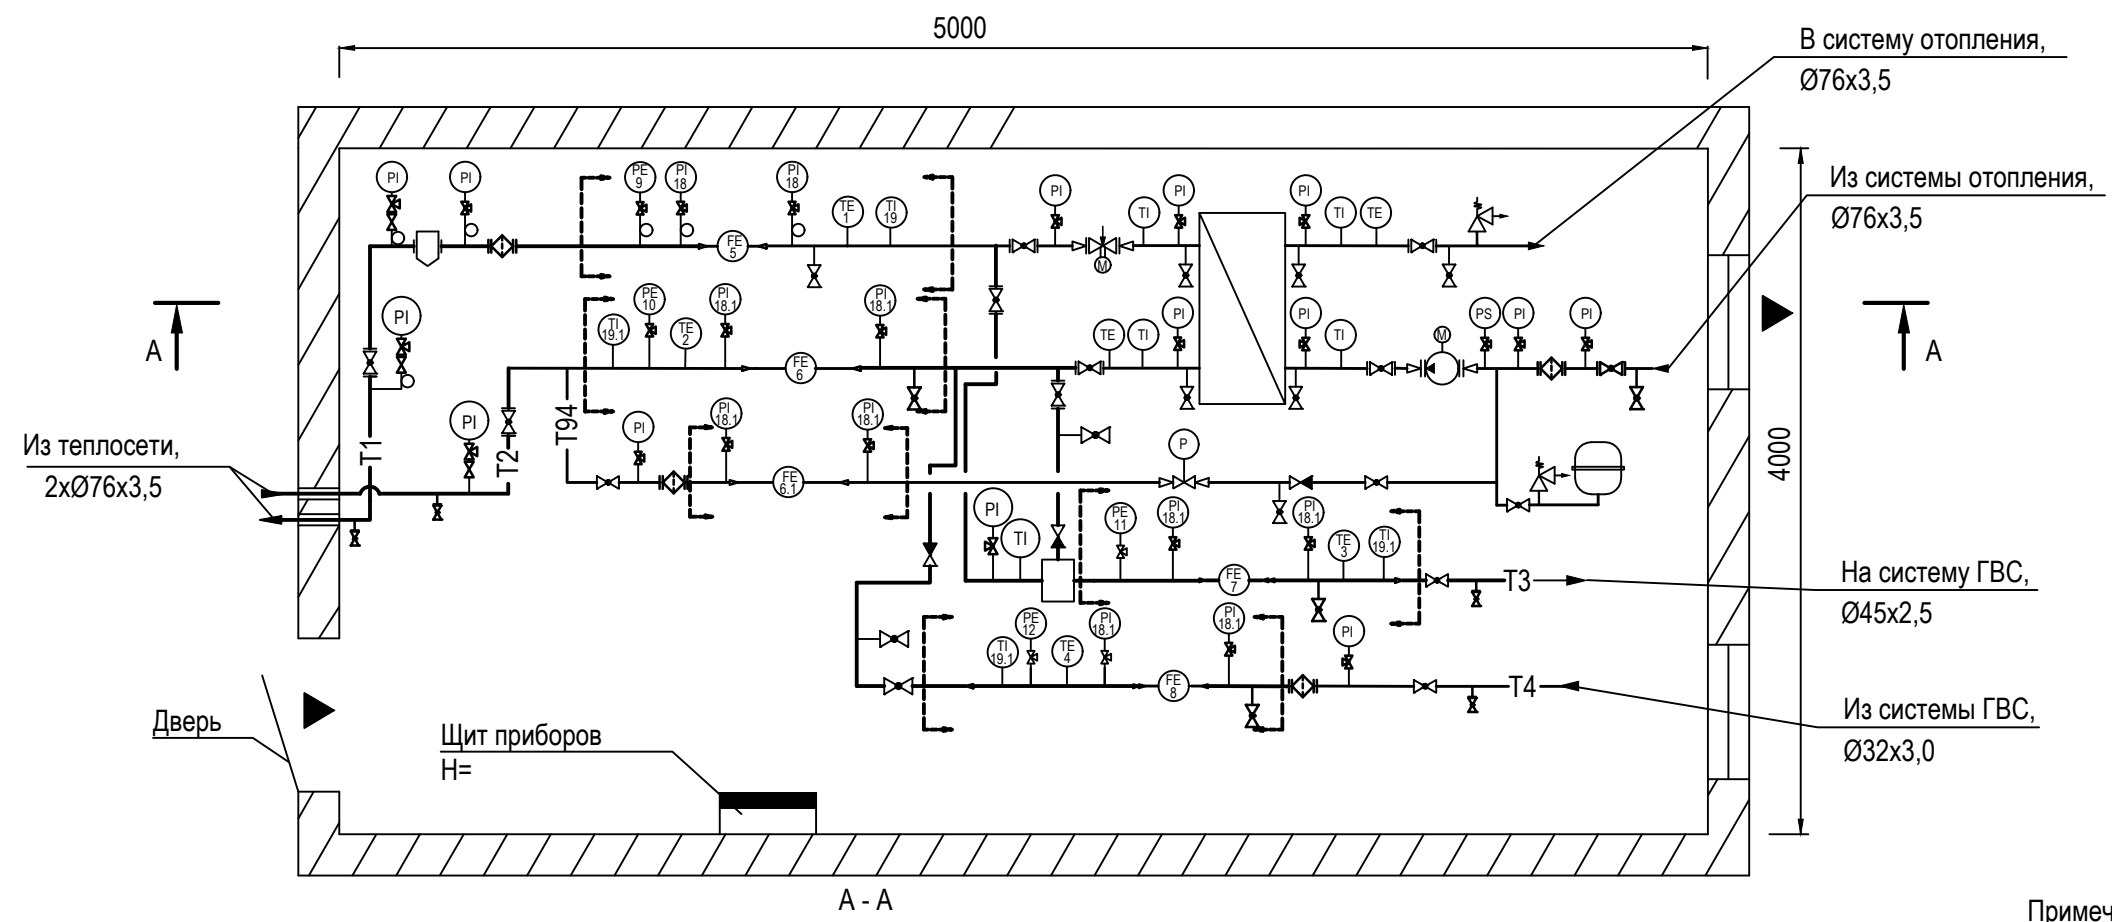 5000
В систему отопления,
Ø76x3,5
Из системы отопления,
Ø76x3,5
PI
PI
PE 9
PI 18
PI 18
TE 1
TI 19
FE 5
PI
M
TI
PI
PI
TI
TE
A
PI
TI 19.1
PE 10
TE 2
PI 18.1
FE 6
PI 18.1
TE
TI
PI
PI
TI
M
PS
PI
PI
A
Из теплосети,
2xØ76x3,5
T1
PI
T2
T94
PI
PI 18.1
FE 6.1
PI 18.1
P
4000
PI
TI
PE 11
PI 18.1
FE 7
PI 18.1
TE 3
TI 19.1
T3
На систему ГВС,
Ø45x2,5
TI 19.1
PE 12
TE 4
PI 18.1
FE 8
PI 18.1
PI
T4
Из системы ГВС,
Ø32x3,0
Дверь
Щит приборов
H=
A - A
Примеч